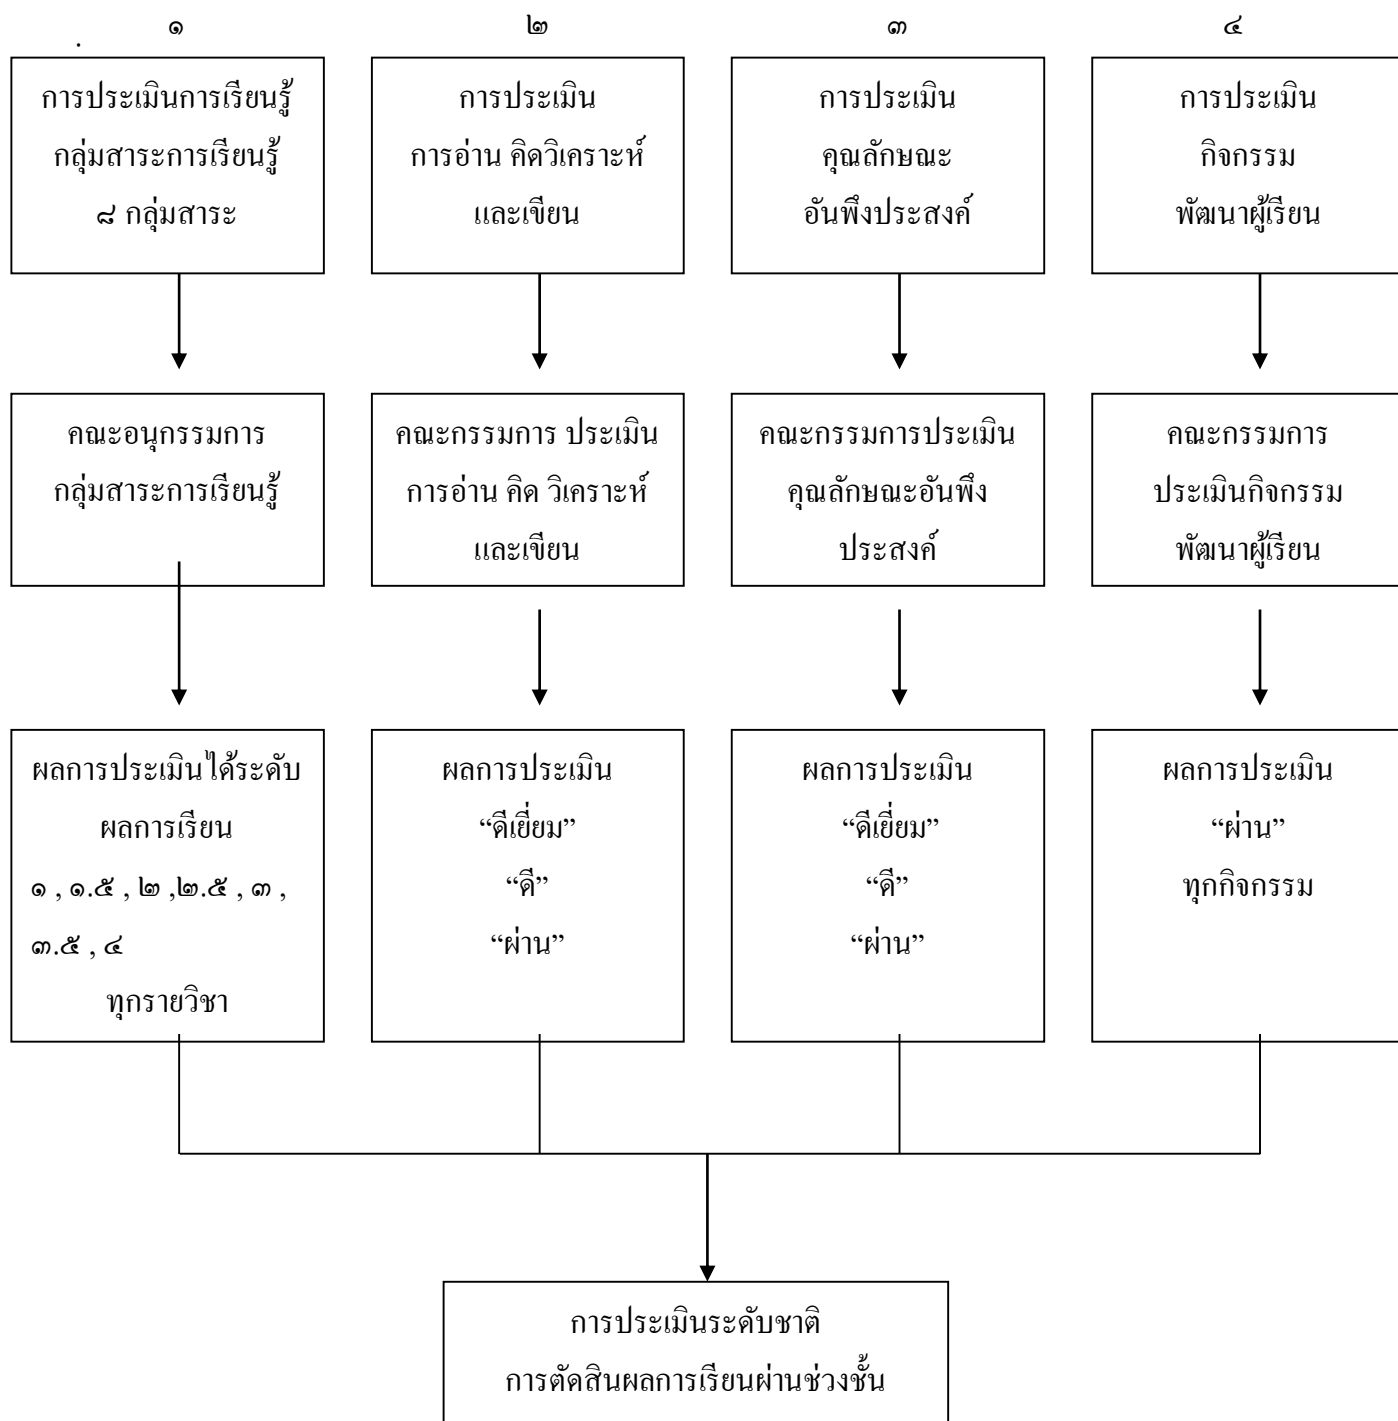 ๑
๒
๓
๔
.
การประเมินการเรียนรู้
กลุ่มสาระการเรียนรู้
๘ กลุ่มสาระ
การประเมิน
การอ่าน คิดวิเคราะห์
และเขียน
การประเมิน
คุณลักษณะ
อันพึงประสงค์
การประเมิน
กิจกรรม
พัฒนาผู้เรียน
คณะอนุกรรมการ
กลุ่มสาระการเรียนรู้
คณะกรรมการ ประเมิน
การอ่าน คิด วิเคราะห์
และเขียน
คณะกรรมการประเมิน
คุณลักษณะอันพึง
ประสงค์
คณะกรรมการ
ประเมินกิจกรรม
พัฒนาผู้เรียน
ผลการประเมินได้ระดับ
ผลการเรียน
๑ , ๑.๕ , ๒ ,๒.๕ , ๓ ,
๓.๕ , ๔
ทุกรายวิชา
ผลการประเมิน
“ดีเยี่ยม”
“ดี”
“ผ่าน”
ผลการประเมิน
“ดีเยี่ยม”
“ดี”
“ผ่าน”
ผลการประเมิน
“ผ่าน”
ทุกกิจกรรม
การประเมินระดับชาติ
การตัดสินผลการเรียนผ่านช่วงชั้น